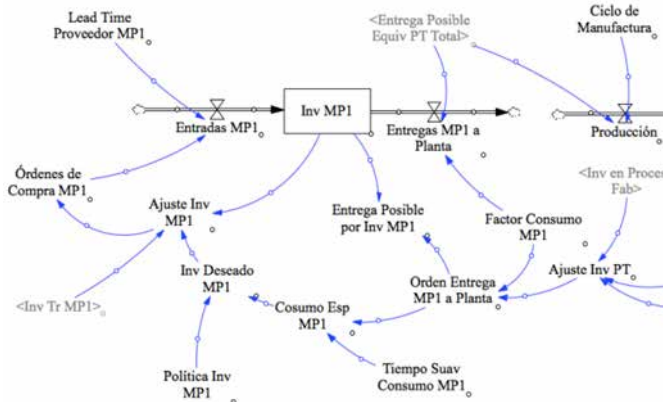 Lead Time
Proveedor MP1
<Entrega Posible
Equiv PT Total>
Ciclo de
Manufactura
Inv MP1
Entradas MP1
Entregas MP1 a
Planta
Producción
Órdenes de
Compra MP1
Ajuste Inv
MP1
Entrega Posible
por Inv MP1
Factor Consumo
MP1
<Inv en Proces
Fab>
Inv Deseado
MP1
Orden Entrega
MP1 a Planta
Ajuste Inv PT
<Inv Tr MP1>
Cosumo Esp
MP1
Política Inv
MP1
Tiempo Suav
Consumo MP1